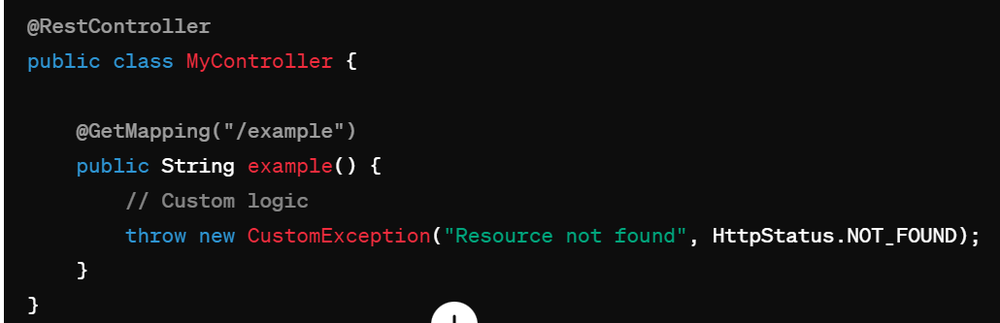 @RestController
public class MyController {
@GetMapping("/example")
public String example() {
// Custom logic
throw new CustomException("Resource not found", HttpStatus.NOT_FOUND);
}
}